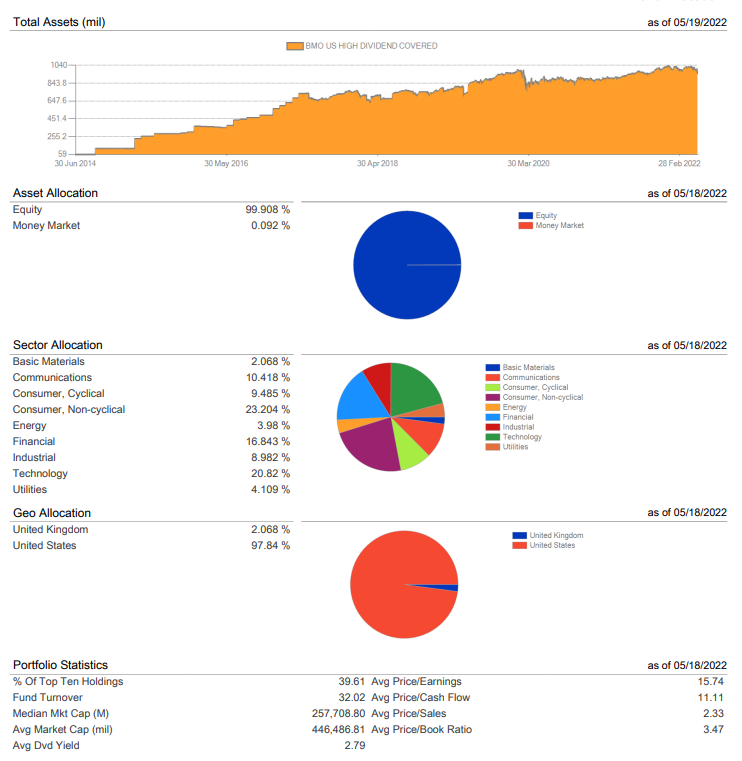 Total Assets (mil) as of 05/19/2022
BMO US HIGH DIVIDEND COVERED
1040
843.8
647.6
451.4
255.2
59
30 Jun 2014 30 May 2016 30 Apr 2018 30 Mar 2020 28 Feb 2022
Asset Allocation as of 05/18/2022
Equity 99.908 %
Money Market 0.092 %
Equity
Money Market
Sector Allocation as of 05/18/2022
Basic Materials 2.068 %
Communications 10.418 %
Consumer, Cyclical 9.485 %
Consumer, Non-cyclical 23.204 %
Energy 3.98 %
Financial 16.843 %
Industrial 8.982 %
Technology 20.82 %
Utilities 4.109 %
Basic Materials
Communications
Consumer, Cyclical
Consumer, Non-cyclical
Energy
Financial
Industrial
Technology
Utilities
Geo Allocation as of 05/18/2022
United Kingdom 2.068 %
United States 97.84 %
United Kingdom
United States
Portfolio Statistics as of 05/18/2022
% Of Top Ten Holdings 39.61 Avg Price/Earnings 15.74
Fund Turnover 32.02 Avg Price/Cash Flow 11.11
Median Mkt Cap (M) 257,708.80 Avg Price/Sales 2.33
Avg Market Cap (mil) 446,486.81 Avg Price/Book Ratio 3.47
Avg Dvd Yield 2.79